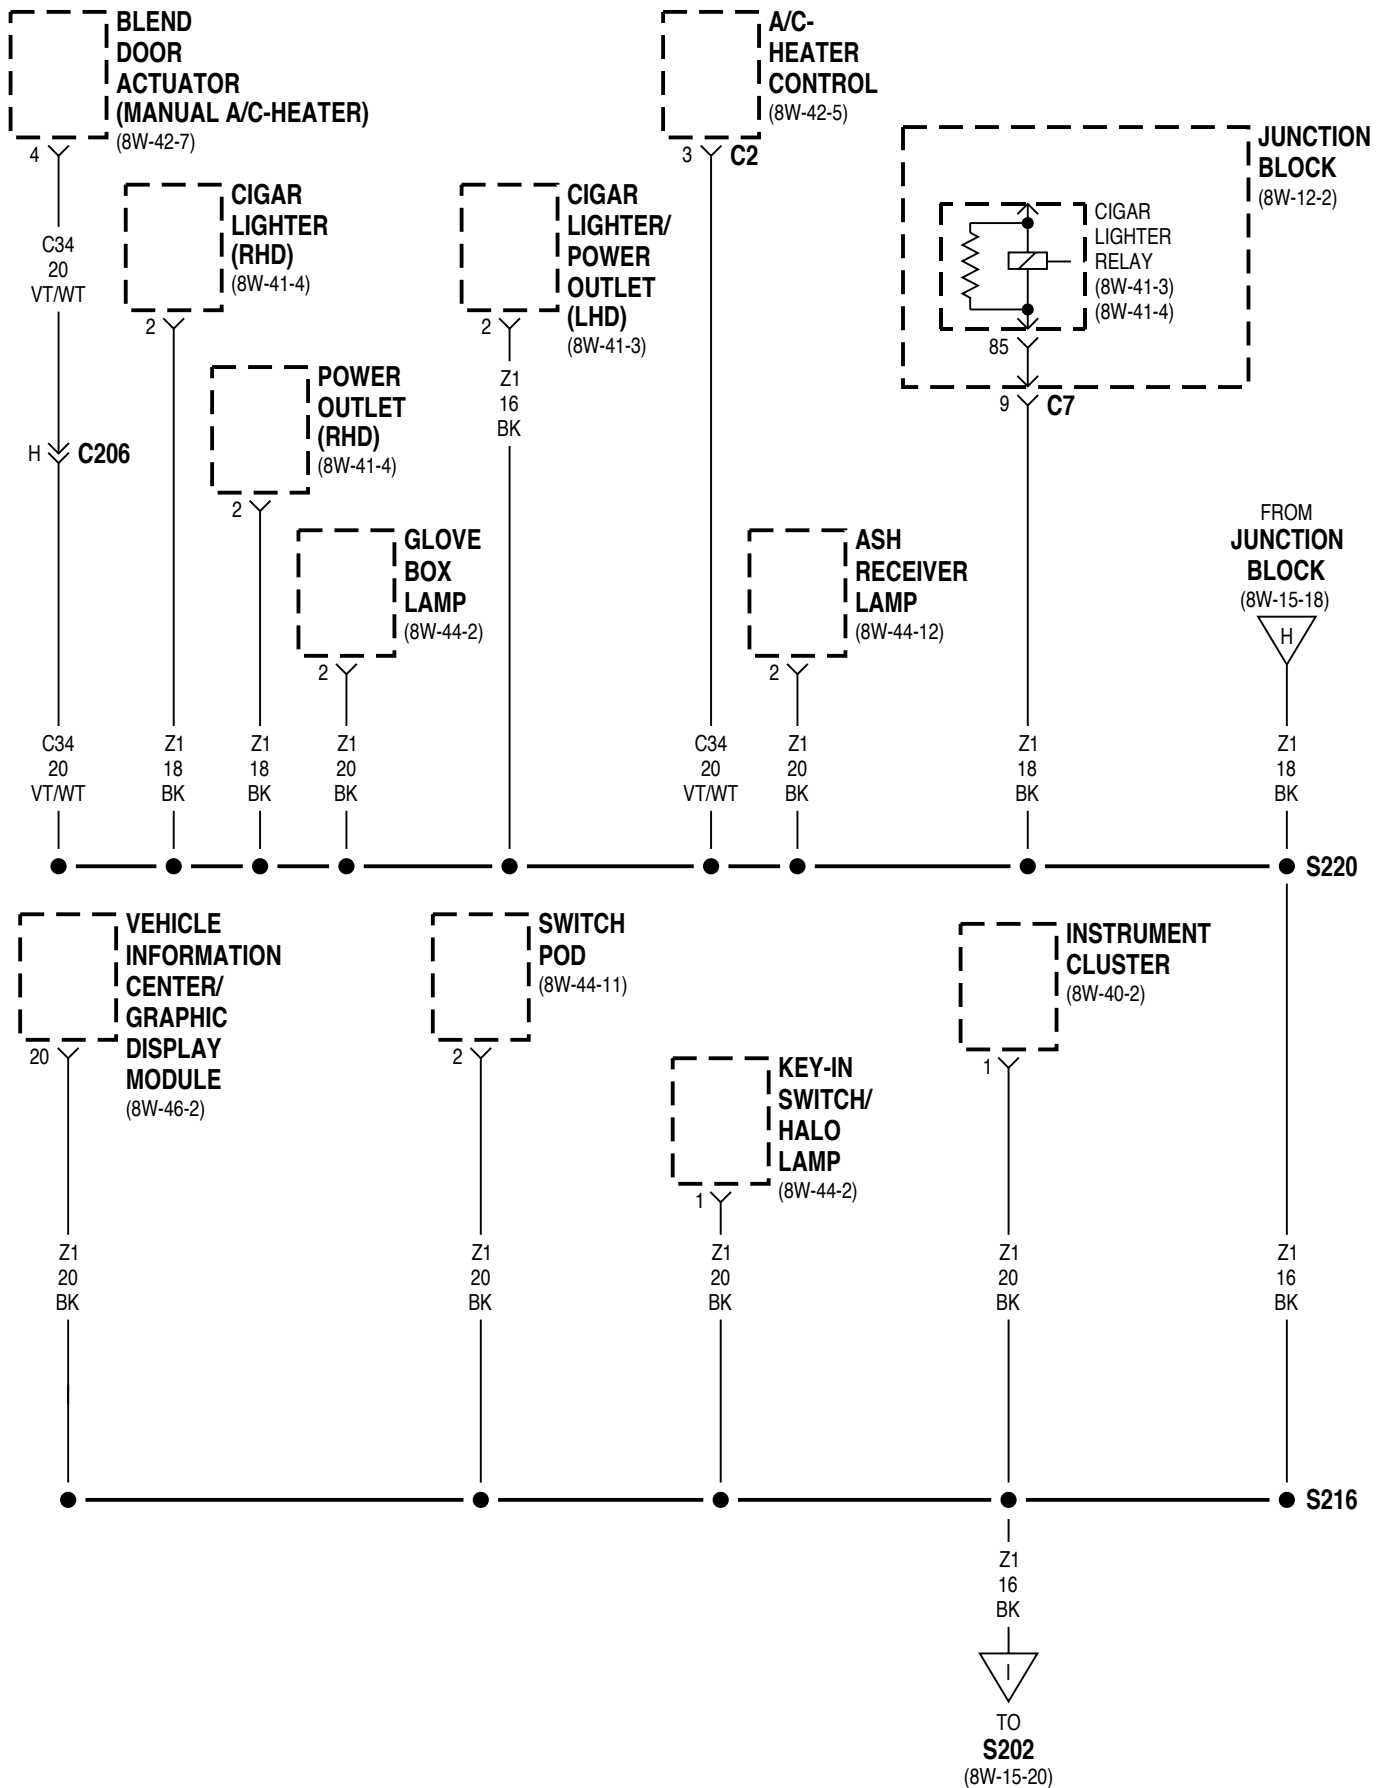 BLEND
DOOR
ACTUATOR
(MANUAL A/C-HEATER)
(8W-42-7)
4
C34
20
VT/WT
H
C206
C34
20
VT/WT
CIGAR
LIGHTER
(RHD)
(8W-41-4)
2
Z1
18
BK
POWER
OUTLET
(RHD)
(8W-41-4)
2
Z1
18
BK
GLOVE
BOX
LAMP
(8W-44-2)
2
Z1
20
BK
CIGAR
LIGHTER/
POWER
OUTLET
(LHD)
(8W-41-3)
2
Z1
16
BK
A/C-
HEATER
CONTROL
(8W-42-5)
3
C2
C34
20
VT/WT
ASH
RECEIVER
LAMP
(8W-44-12)
2
Z1
20
BK
JUNCTION
BLOCK
(8W-12-2)
CIGAR
LIGHTER
RELAY
(8W-41-3)
(8W-41-4)
85
9
C7
Z1
18
BK
FROM
JUNCTION
BLOCK
(8W-15-18)
H
Z1
18
BK
S220
VEHICLE
INFORMATION
CENTER/
GRAPHIC
DISPLAY
MODULE
(8W-46-2)
20
Z1
20
BK
SWITCH
POD
(8W-44-11)
2
Z1
20
BK
KEY-IN
SWITCH/
HALO
LAMP
(8W-44-2)
1
Z1
20
BK
INSTRUMENT
CLUSTER
(8W-40-2)
1
Z1
20
BK
Z1
16
BK
S216
Z1
16
BK
I
TO
S202
(8W-15-20)